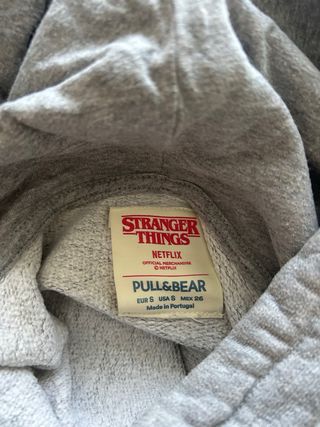 STRANGER
THINGS
NETFLIX
OFFICIAL MERCHANDISE
© NETFLIX
PULL&BEAR
EUR S USA S MEX 26
Made in Portugal